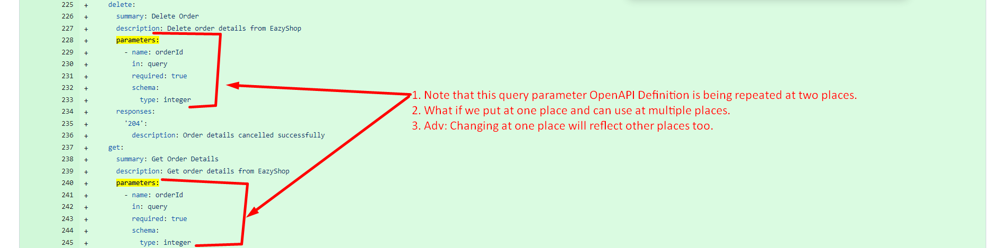 225 + delete:
226 + summary: Delete Order
227 + description: Delete order details from EazyShop
228 + parameters:
229 + - name: orderId
230 + in: query
231 + required: true
232 + schema:
233 + type: integer
234 + responses:
235 + '204':
236 + description: Order details cancelled successfully
237 + get:
238 + summary: Get Order Details
239 + description: Get order details from EazyShop
240 + parameters:
241 + - name: orderId
242 + in: query
243 + required: true
244 + schema:
245 + type: integer
1. Note that this query parameter OpenAPI Definition is being repeated at two places.
2. What if we put at one place and can use at multiple places.
3. Adv: Changing at one place will reflect other places too.